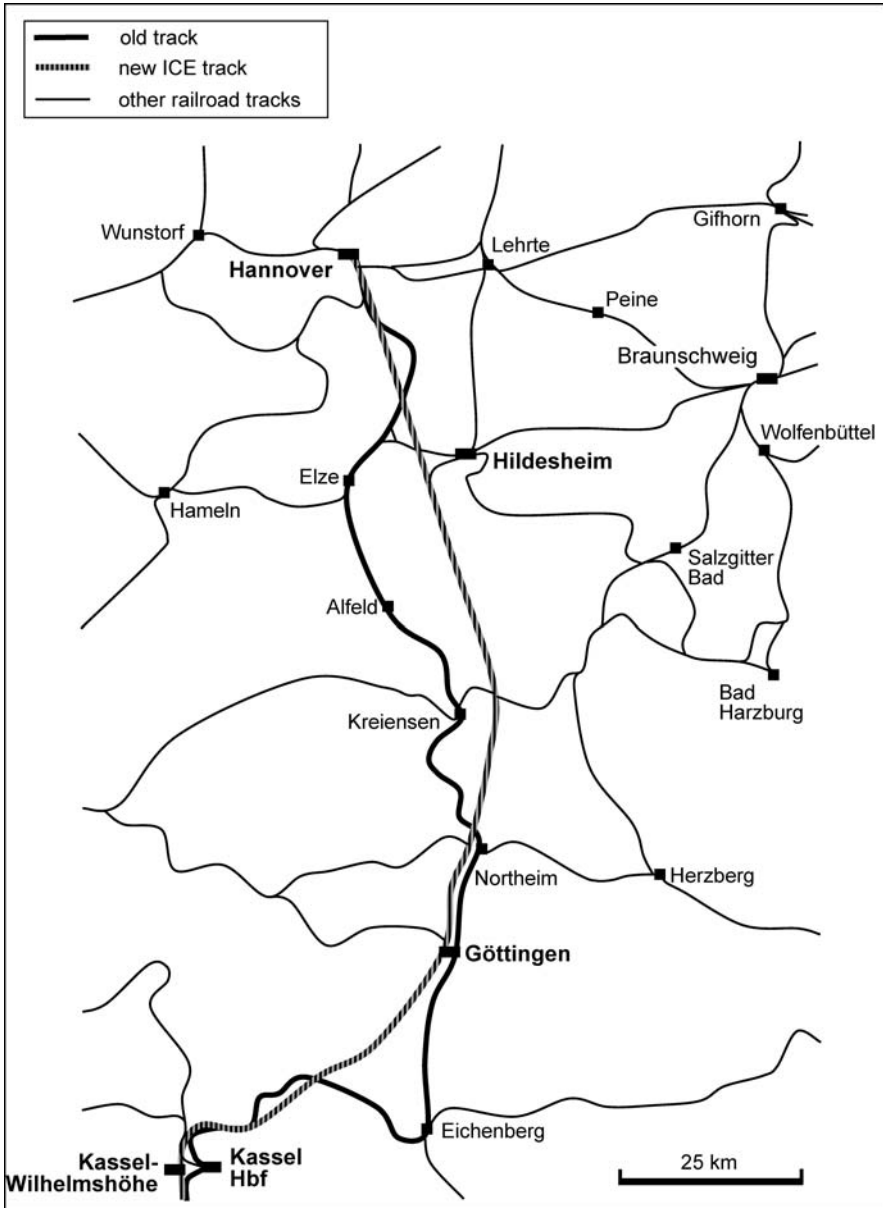 old track
new ICE track
other railroad tracks
Wunstorf
Gifhorn
Hannover
Lehrte
Peine
Braunschweig
Wolfenbüttel
Elze
Hildesheim
Hameln
Salzgitter
Bad
Alfeld
Bad
Harzburg
Kreiensen
Northeim
Herzberg
Göttingen
Eichenberg
Kassel-
Wilhelmshöhe
Kassel
Hbf
25 km